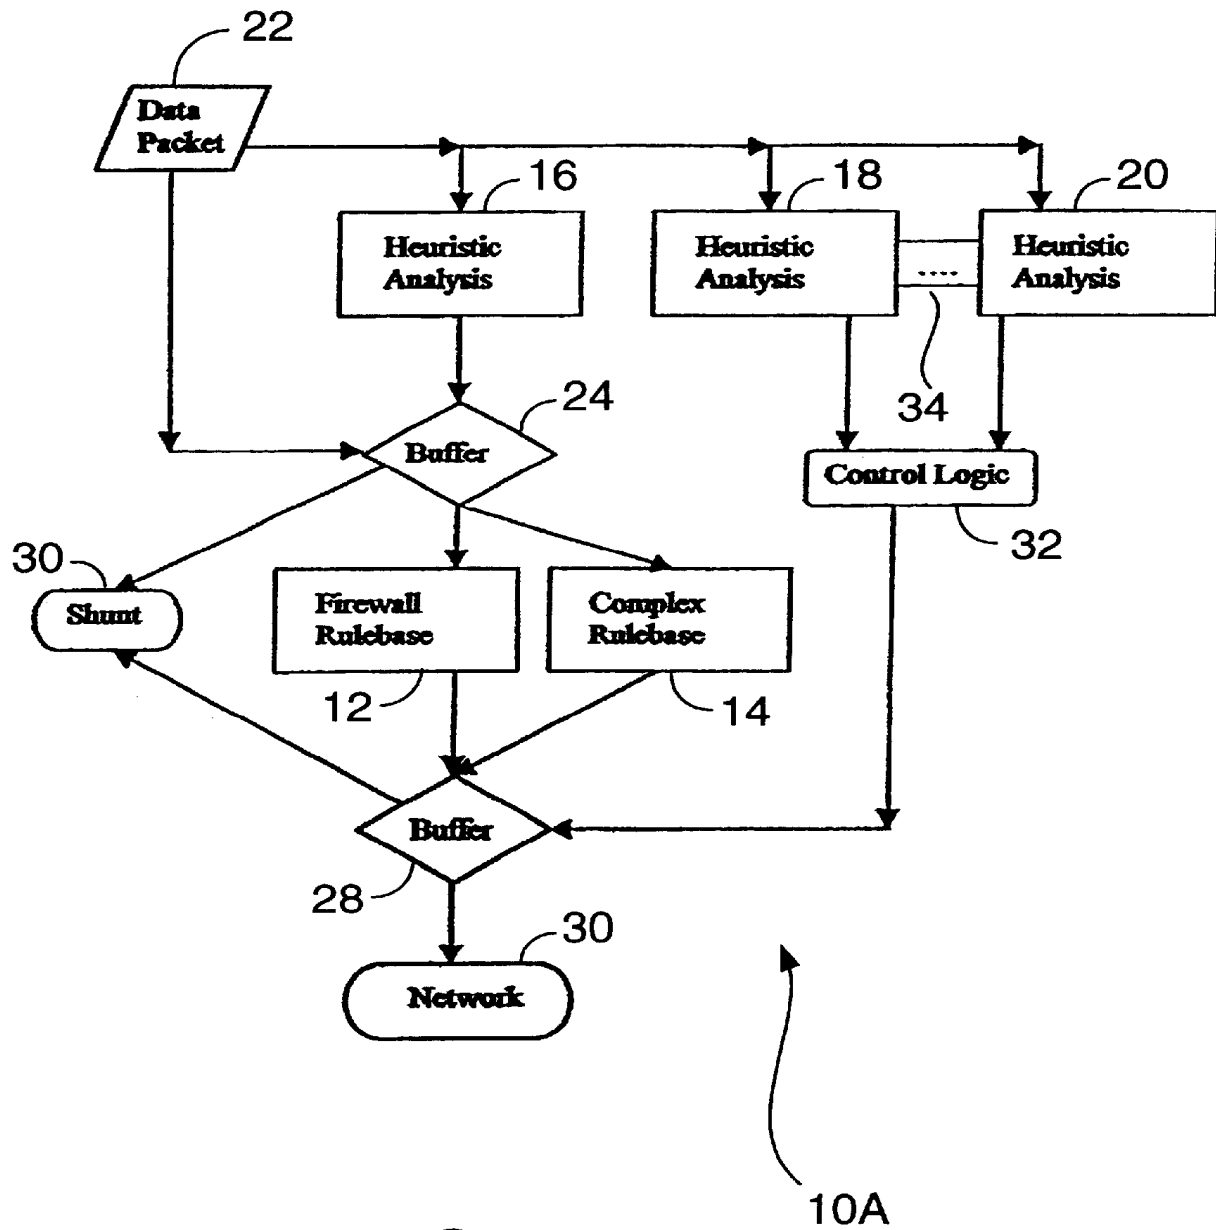 22
Data
Packet
16
18
20
Heuristic
Analysis
Heuristic
Analysis
Heuristic
Analysis
....
34
24
Buffer
Control Logic
32
30
Shunt
Firewall
Rulebase
Complex
Rulebase
12
14
Buffer
28
30
Network
10A